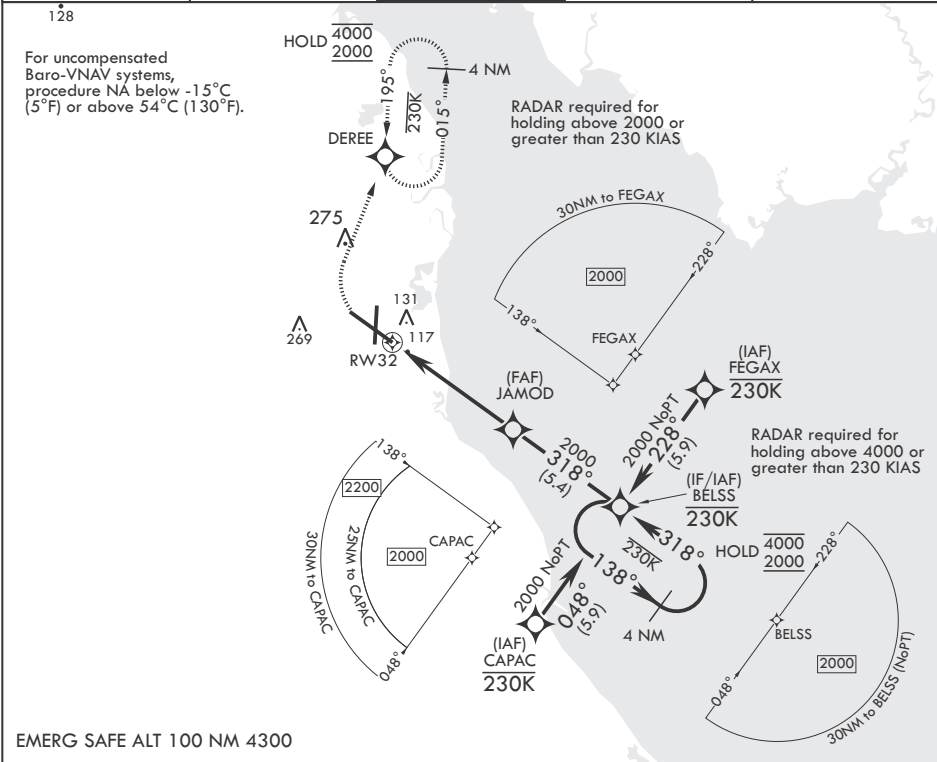 128
For uncompensated
Baro-VNAV systems,
procedure NA below -15°C
(5°F) or above 54°C (130°F).
HOLD 4000
2000
4 NM
195°
230K
015°
DEREE
RADAR required for
holding above 2000 or
greater than 230 KIAS
275
30NM to FEGAX
2000
228°
138°
FEGAX
131
117
269
RW32
(FAF)
JAMOD
(IAF)
FEGAX
230K
2000 NoPT
228°
(5.9)
RADAR required for
holding above 4000 or
greater than 230 KIAS
2000
318°
(5.4)
(IF/IAF)
BELSS
230K
138°
2200
2000
CAPAC
25NM to CAPAC
30NM to CAPAC
048°
318°
230K
138°
HOLD 4000
2000
4 NM
2000 NoPT
048°
(5.9)
(IAF)
CAPAC
230K
228°
BELSS
2000
048°
30NM to BELSS (NoPT)
EMERG SAFE ALT 100 NM 4300